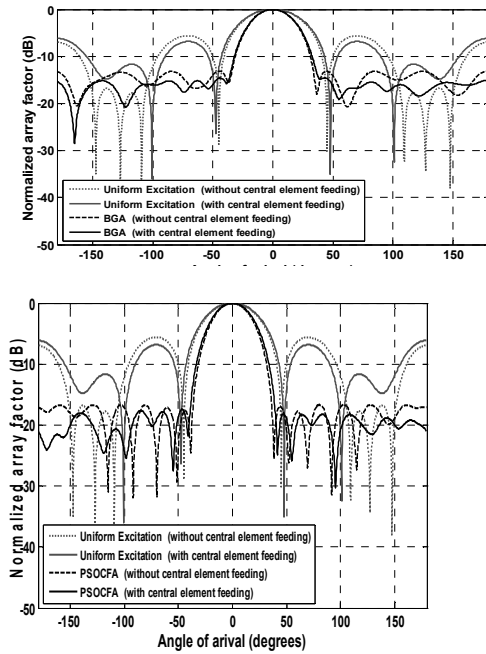 Normalized array factor (dB)
0
-10
-20
-30
-40
-50
Uniform Excitation (without central element feeding)
Uniform Excitation (with central element feeding)
BGA (without central element feeding)
BGA (with central element feeding)
-150 -100 -50 0 50 100 150
Normalized array factor (dB)
0
-10
-20
-30
-40
-50
Uniform Excitation (without central element feeding)
Uniform Excitation (with central element feeding)
PSOCFA (without central element feeding)
PSOCFA (with central element feeding)
-150 -100 -50 0 50 100 150
Angle of arival (degrees)